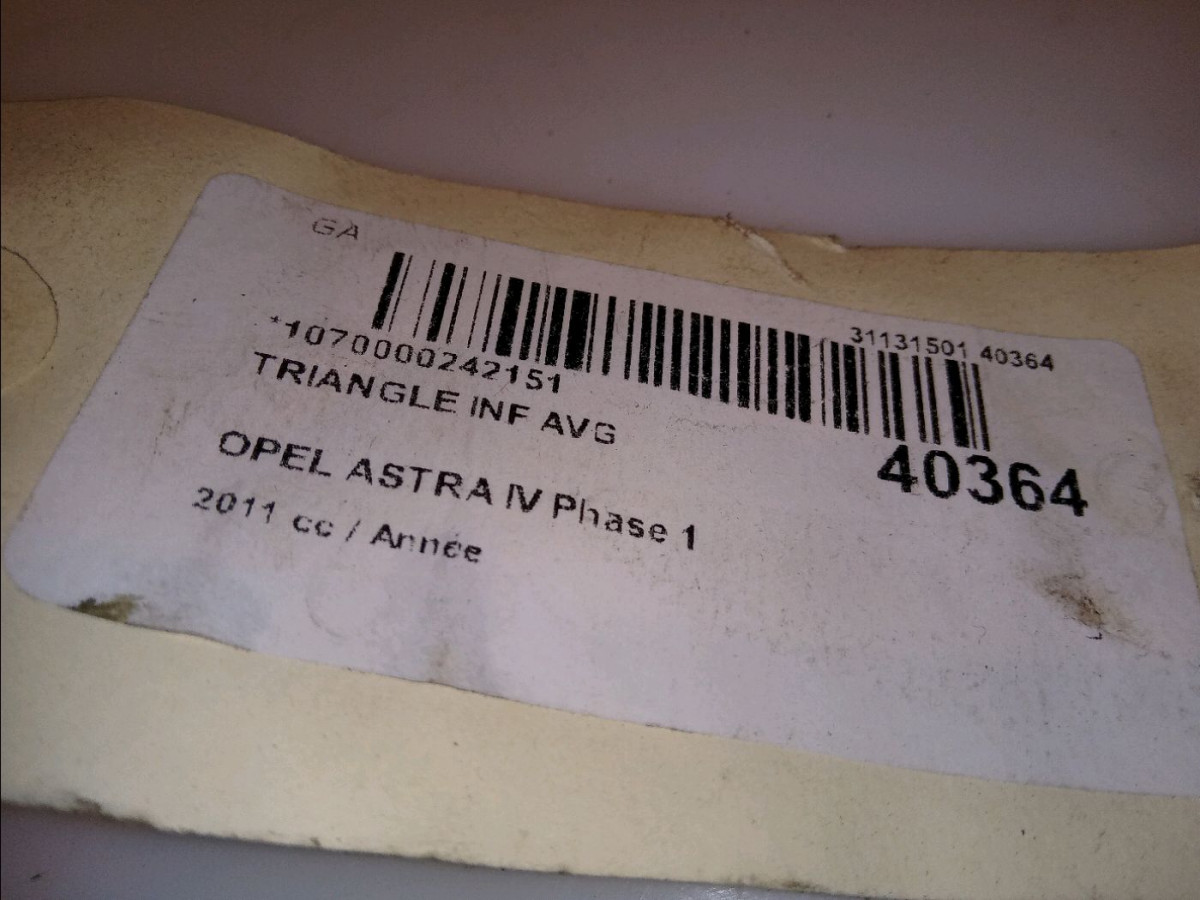 GA
31131501 40364
*1070000242151
TRIANGLE INF AVG
40364
OPEL ASTRA IV Phase 1
2011 cc / Année